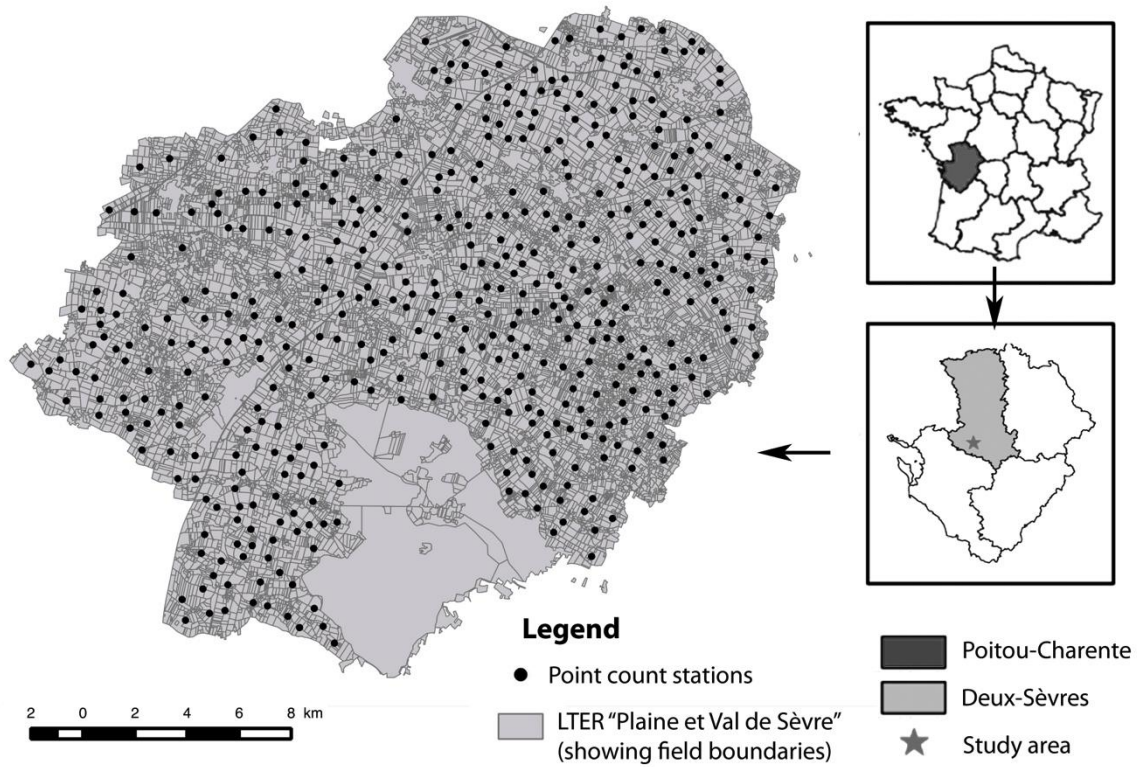 Legend
Point count stations
LTER “Plaine et Val de Sèvre”
(showing field boundaries)
Poitou-Charente
Deux-Sèvres
Study area
2 0 2 4 6 8 km